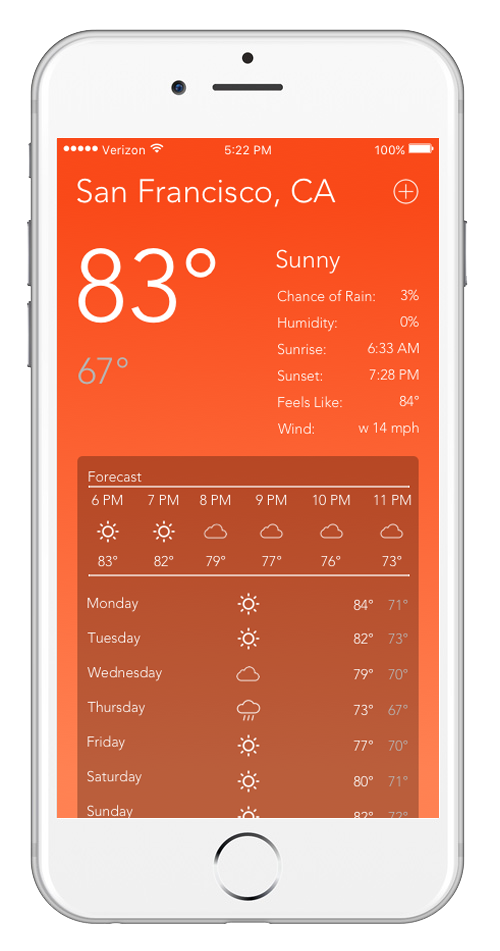 Verizon 5:22 PM 100%
San Francisco, CA
83°
67°
Sunny
Chance of Rain: 3%
Humidity: 0%
Sunrise: 6:33 AM
Sunset: 7:28 PM
Feels Like: 84°
Wind: w 14 mph
Forecast
6 PM 7 PM 8 PM 9 PM 10 PM 11 PM
83° 82° 79° 77° 76° 73°
Monday 84° 71°
Tuesday 82° 73°
Wednesday 79° 70°
Thursday 73° 67°
Friday 77° 70°
Saturday 80° 71°
Sunday 82° 72°